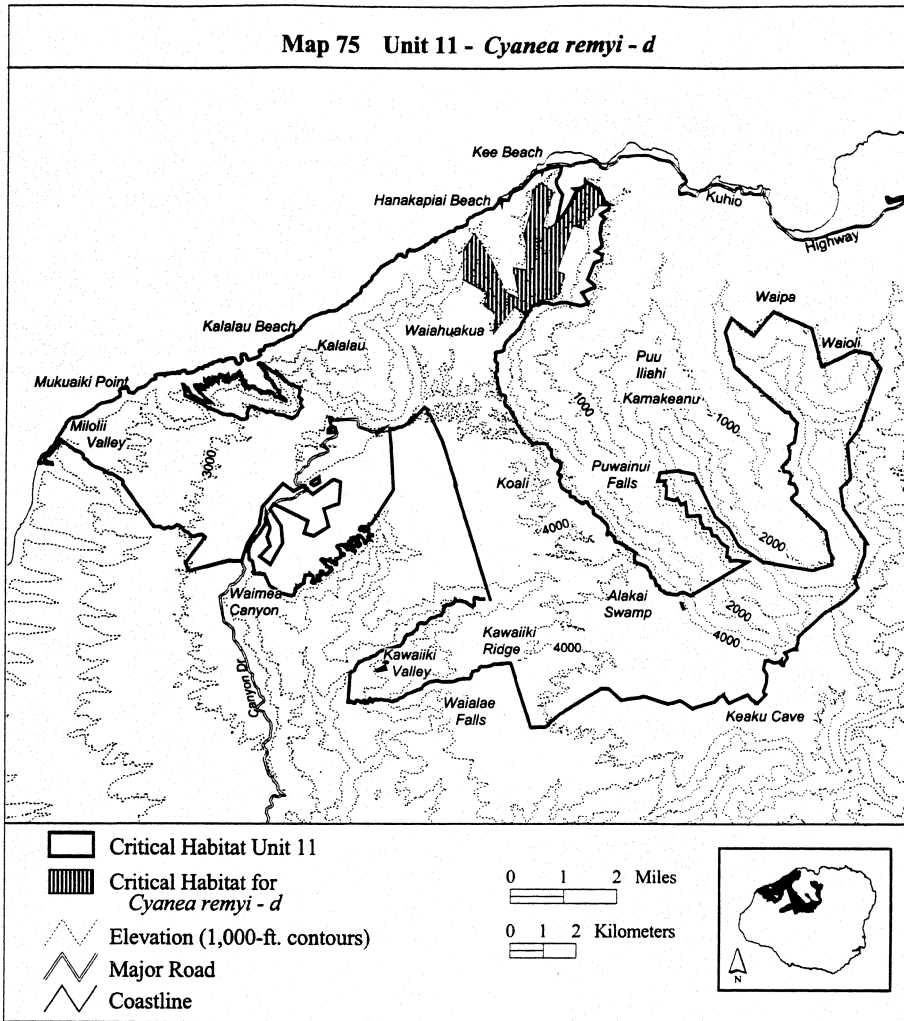 Map 75 Unit 11 - Cyanea remyi - d
Kee Beach
Hanakapiai Beach
Kuhio
Highway
Waipa
Kalalau Beach
Waiahuakua
Waioli
Kalalau
Puu
Iliahi
Mukuaiki Point
Kamakeanu
1000
1000
Milolii
Valley
3000
Puwainui
Falls
Koali
4000
2000
Waimea
Canyon
Alakai
Swamp
2000
Kawaiiki
Ridge
4000
4000
Kawaiiki
Valley
Canyon Dr
Waialae
Falls
Keaku Cave
Critical Habitat Unit 11
Critical Habitat for
Cyanea remyi - d
Elevation (1,000-ft. contours)
Major Road
Coastline
0 1 2 Miles
0 1 2 Kilometers
N